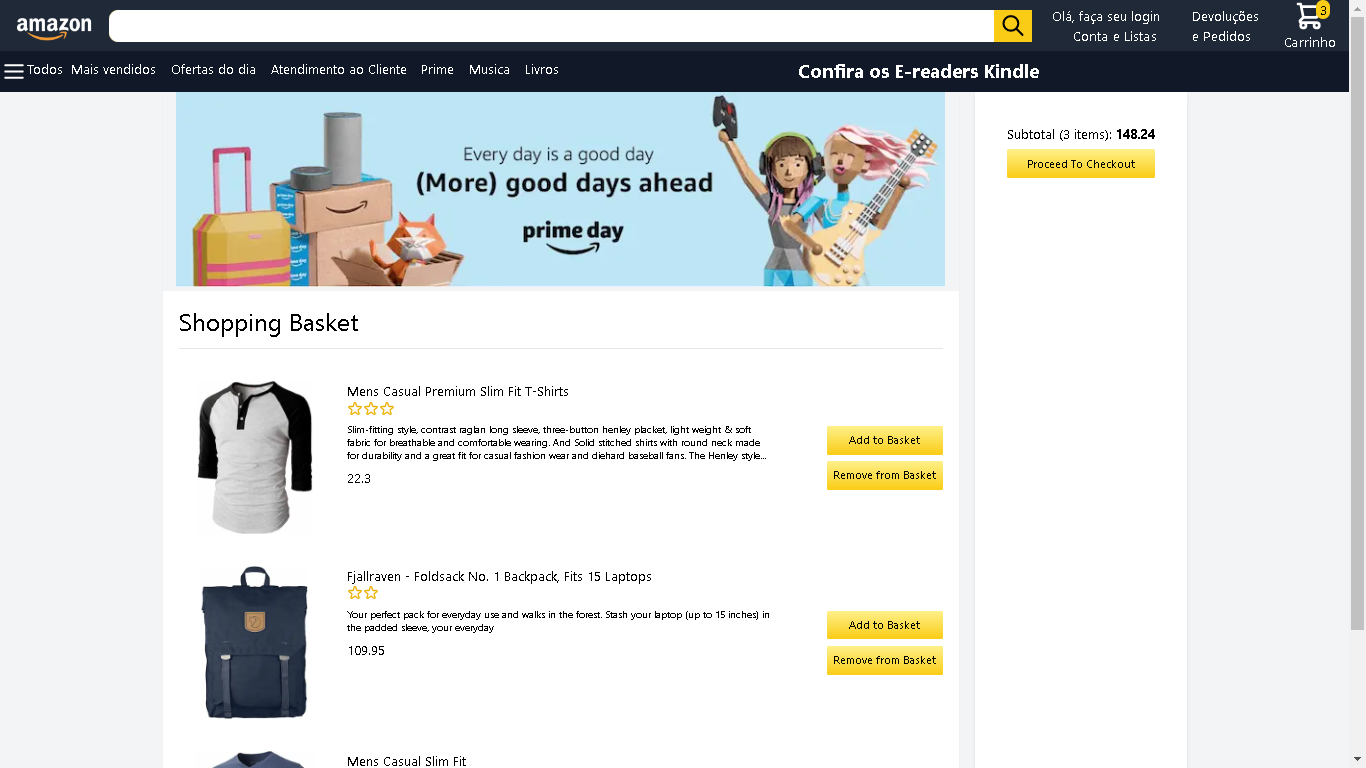 amazon
Olá, faça seu login
Conta e Listas
Devoluções
e Pedidos
3
Carrinho
Todos Mais vendidos Ofertas do dia Atendimento ao Cliente Prime Musica Livros
Confira os E-readers Kindle
Every day is a good day
(More) good days ahead
prime day
Subtotal (3 items): 148.24
Proceed To Checkout
Shopping Basket
Mens Casual Premium Slim Fit T-Shirts
Slim-fitting style, contrast raglan long sleeve, three-button henley placket, light weight & soft
fabric for breathable and comfortable wearing. And Solid stitched shirts with round neck made
for durability and a great fit for casual fashion wear and diehard baseball fans. The Henley style...
22.3
Add to Basket
Remove from Basket
Fjallraven - Foldsack No. 1 Backpack, Fits 15 Laptops
Your perfect pack for everyday use and walks in the forest. Stash your laptop (up to 15 inches) in
the padded sleeve, your everyday
109.95
Add to Basket
Remove from Basket
Mens Casual Slim Fit